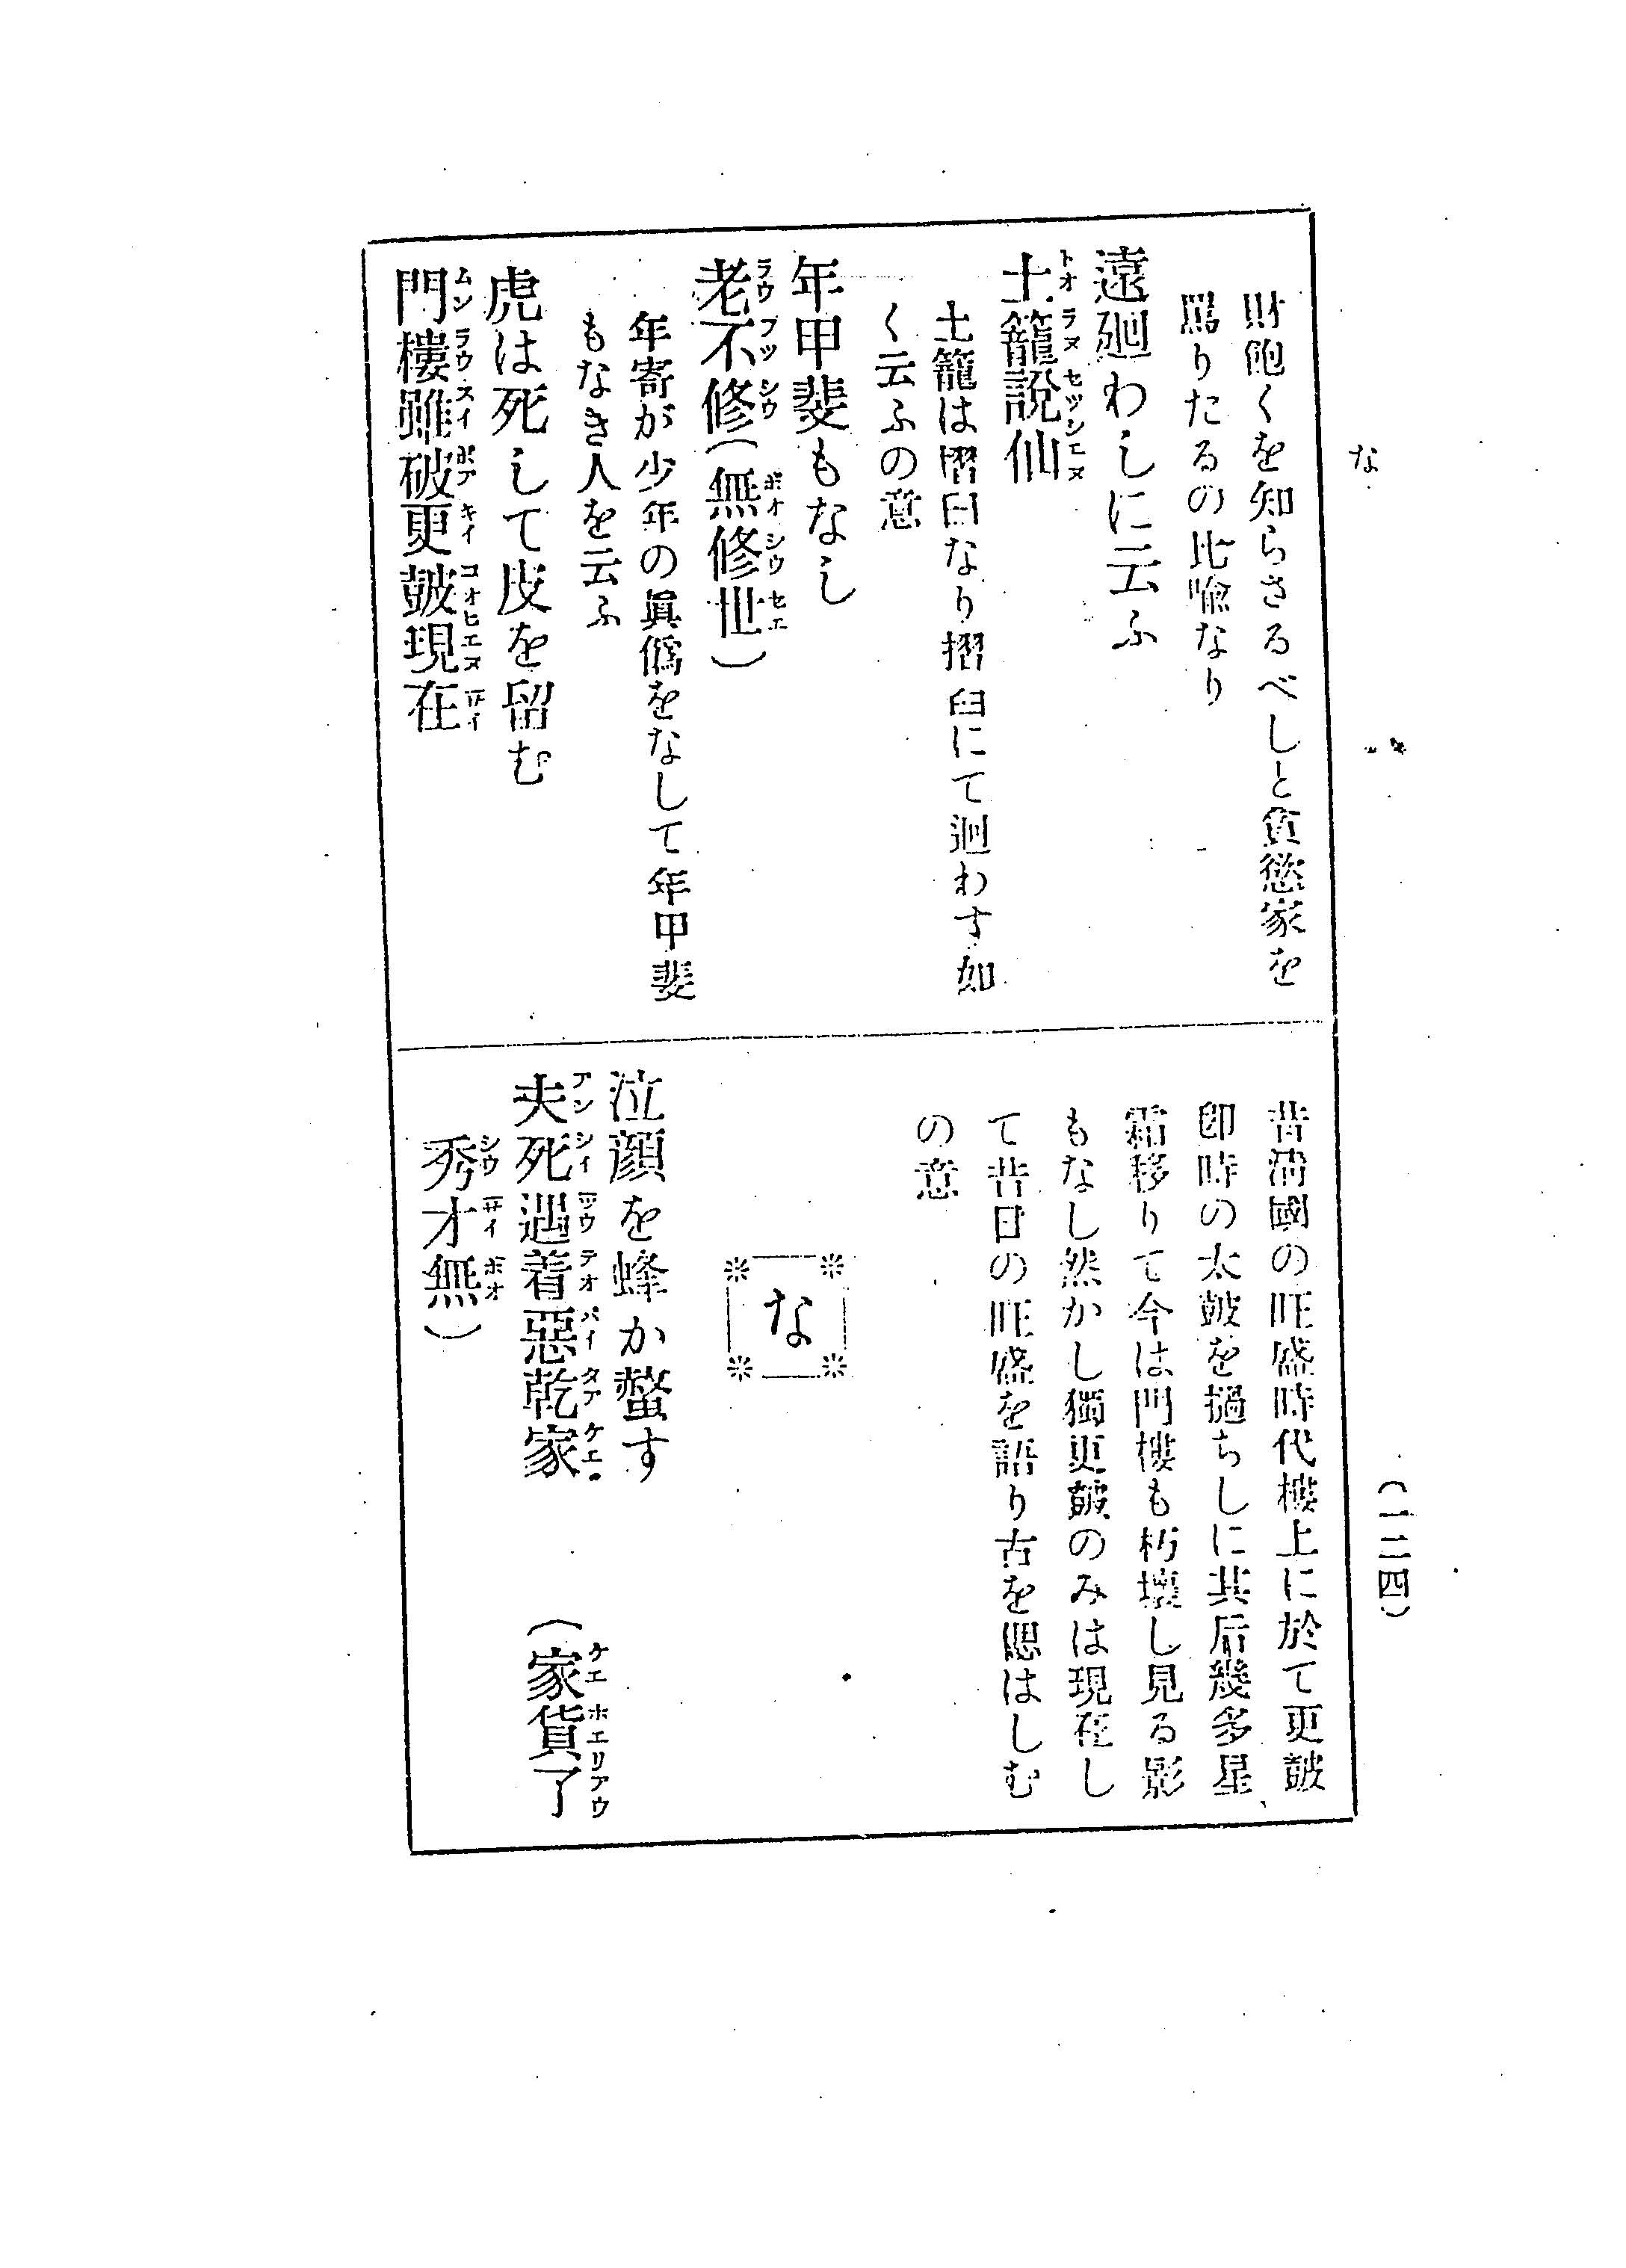 な
(一二四)
財飽くを知らさるべしと貪慾家を
罵りたるの比喩なり
遠廻わしに云ふ
土籠說仙
トオ ラヌ セツシエヌ
土籠は摺臼なり摺臼にて廻わす如
く云ふの意
年甲斐もなし
老不修(無修世)
ラウ フツ シウ ボオ シウ セエ
年寄が少年の眞僞をなして年甲斐
もなき人を云ふ
虎は死して皮を留む
門樓雖破更皷現在
ムン ラウ スイ ポア キイ コオ ヒエヌ ヅアイ
昔淸國の旺盛時代樓上に於て更皷
卽時の太皷を撾ちしに其后幾多星
霜移りて今は門樓も朽壞し見る影
もなし然かし獨更皷のみは現在し
て昔日の旺盛を語り古を偲はしむ
の意
な
泣顏を蜂か螫す
夫死遇着惡乾家 (家貨了
アン シイ テオ パイ タア ケエ ケエ ホエ リアウ
秀才無)
シウ ヅアイ ボオ